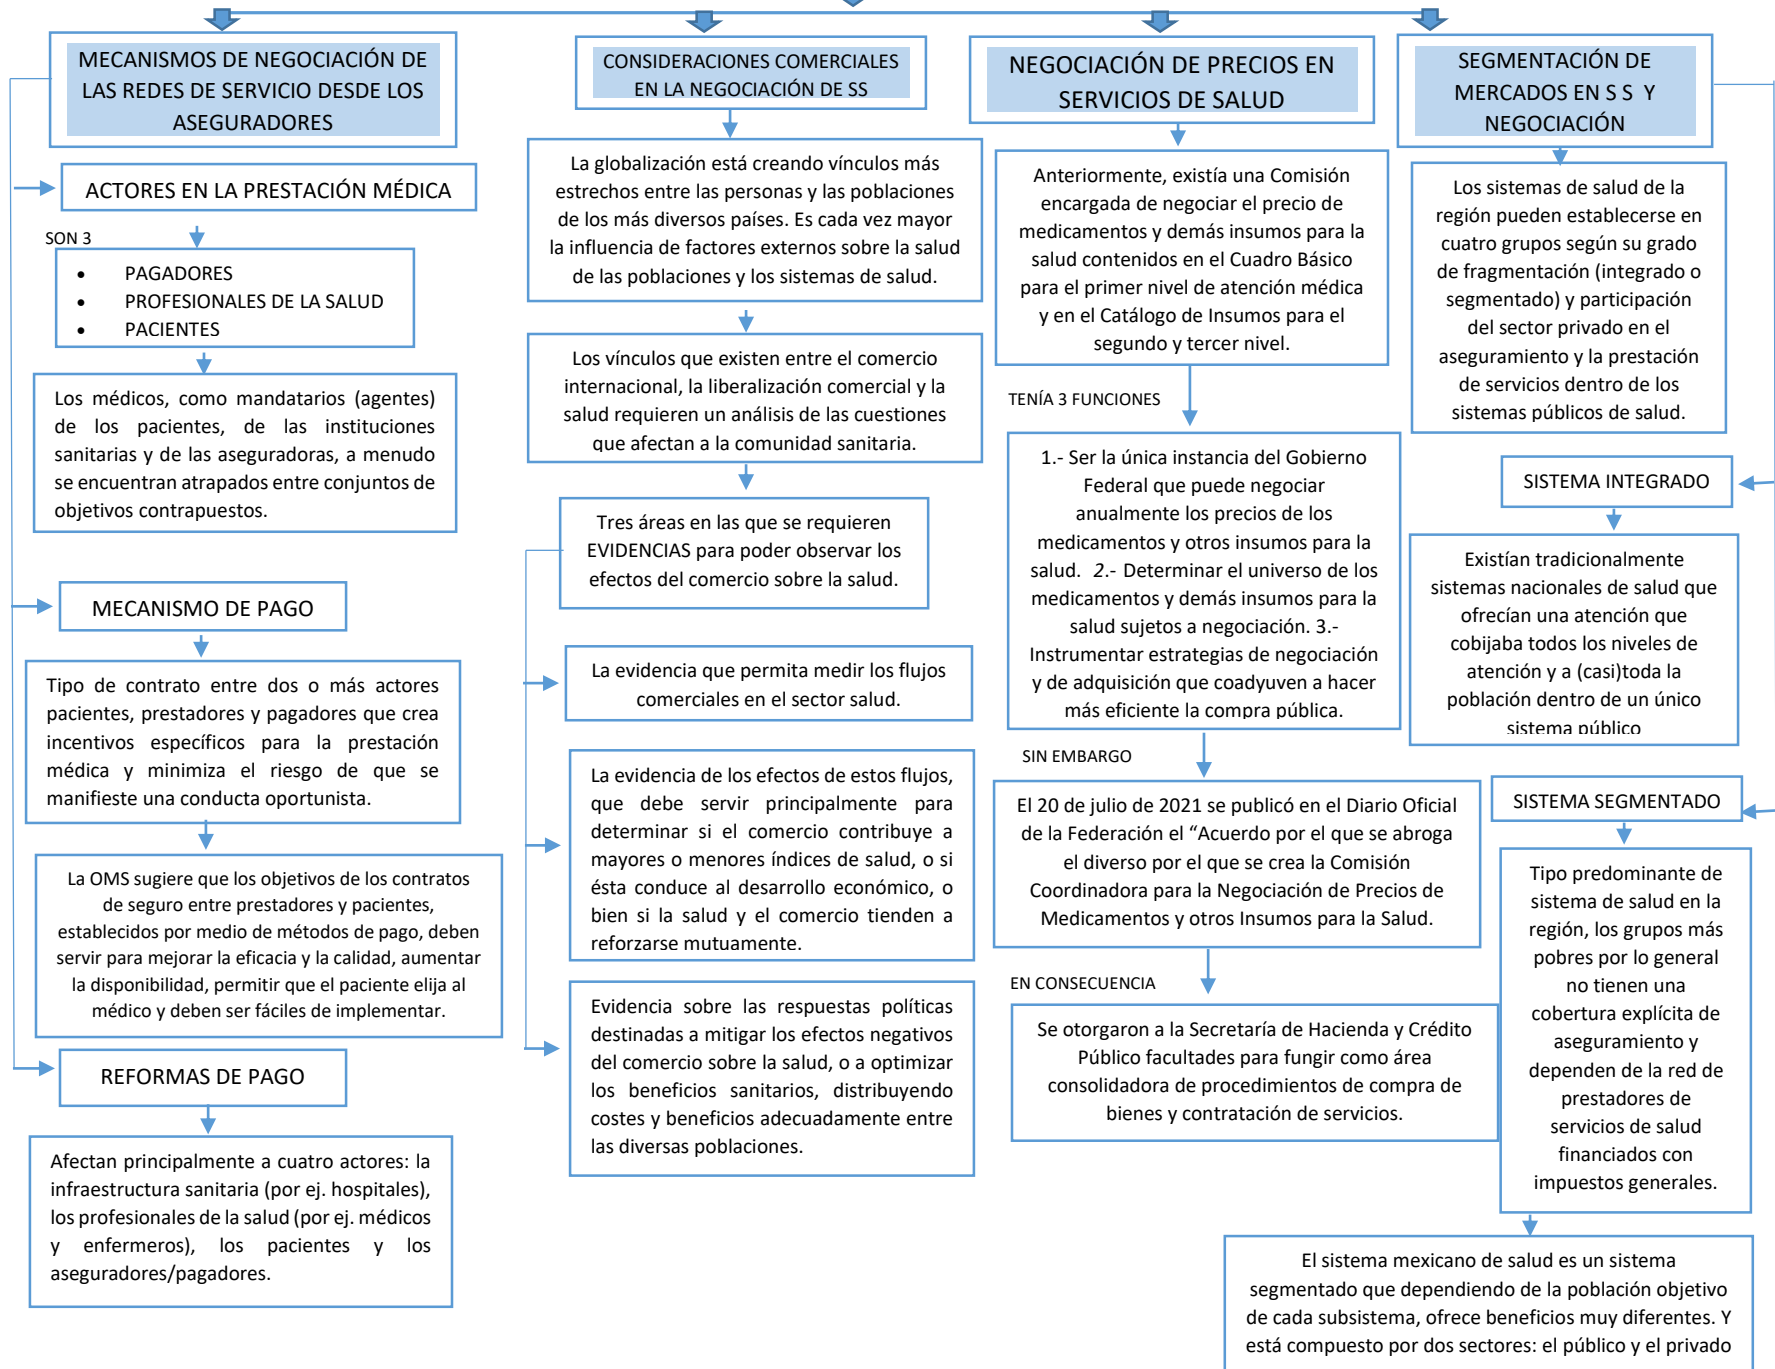 MECANISMOS DE NEGOCIACIÓN DE
LAS REDES DE SERVICIO DESDE LOS
ASEGURADORES
ACTORES EN LA PRESTACIÓN MÉDICA
SON 3
• PAGADORES
• PROFESIONALES DE LA SALUD
• PACIENTES
Los médicos, como mandatarios (agentes)
de los pacientes, de las instituciones
sanitarias y de las aseguradoras, a menudo
se encuentran atrapados entre conjuntos de
objetivos contrapuestos.
MECANISMO DE PAGO
Tipo de contrato entre dos o más actores
pacientes, prestadores y pagadores que crea
incentivos específicos para la prestación
médica y minimiza el riesgo de que se
manifieste una conducta oportunista.
La OMS sugiere que los objetivos de los contratos
de seguro entre prestadores y pacientes,
establecidos por medio de métodos de pago, deben
servir para mejorar la eficacia y la calidad, aumentar
la disponibilidad, permitir que el paciente elija al
médico y deben ser fáciles de implementar.
REFORMAS DE PAGO
Afectan principalmente a cuatro actores: la
infraestructura sanitaria (por ej. hospitales),
los profesionales de la salud (por ej. médicos
y enfermeros), los pacientes y los
aseguradores/pagadores.
CONSIDERACIONES COMERCIALES
EN LA NEGOCIACIÓN DE SS
La globalización está creando vínculos más
estrechos entre las personas y las poblaciones
de los más diversos países. Es cada vez mayor
la influencia de factores externos sobre la salud
de las poblaciones y los sistemas de salud.
Los vínculos que existen entre el comercio
internacional, la liberalización comercial y la
salud requieren un análisis de las cuestiones
que afectan a la comunidad sanitaria.
Tres áreas en las que se requieren
EVIDENCIAS para poder observar los
efectos del comercio sobre la salud.
La evidencia que permita medir los flujos
comerciales en el sector salud.
La evidencia de los efectos de estos flujos,
que debe servir principalmente para
determinar si el comercio contribuye a
mayores o menores índices de salud, o si
ésta conduce al desarrollo económico, o
bien si la salud y el comercio tienden a
reforzarse mutuamente.
Evidencia sobre las respuestas políticas
destinadas a mitigar los efectos negativos
del comercio sobre la salud, o a optimizar
los beneficios sanitarios, distribuyendo
costes y beneficios adecuadamente entre
las diversas poblaciones.
NEGOCIACIÓN DE PRECIOS EN
SERVICIOS DE SALUD
Anteriormente, existía una Comisión
encargada de negociar el precio de
medicamentos y demás insumos para la
salud contenidos en el Cuadro Básico
para el primer nivel de atención médica
y en el Catálogo de Insumos para el
segundo y tercer nivel.
TENÍA 3 FUNCIONES
1.- Ser la única instancia del Gobierno
Federal que puede negociar
anualmente los precios de los
medicamentos y otros insumos para la
salud. 2.- Determinar el universo de los
medicamentos y demás insumos para la
salud sujetos a negociación. 3.-
Instrumentar estrategias de negociación
y de adquisición que coadyuven a hacer
más eficiente la compra pública.
SIN EMBARGO
El 20 de julio de 2021 se publicó en el Diario Oficial
de la Federación el “Acuerdo por el que se abroga
el diverso por el que se crea la Comisión
Coordinadora para la Negociación de Precios de
Medicamentos y otros Insumos para la Salud.
EN CONSECUENCIA
Se otorgaron a la Secretaría de Hacienda y Crédito
Público facultades para fungir como área
consolidadora de procedimientos de compra de
bienes y contratación de servicios.
SEGMENTACIÓN DE
MERCADOS EN S S Y
NEGOCIACIÓN
Los sistemas de salud de la
región pueden establecerse en
cuatro grupos según su grado
de fragmentación (integrado o
segmentado) y participación
del sector privado en el
aseguramiento y la prestación
de servicios dentro de los
sistemas públicos de salud.
SISTEMA INTEGRADO
Existían tradicionalmente
sistemas nacionales de salud que
ofrecían una atención que
cobijaba todos los niveles de
atención y a (casi)toda la
población dentro de un único
sistema público
SISTEMA SEGMENTADO
Tipo predominante de
sistema de salud en la
región, los grupos más
pobres por lo general
no tienen una
cobertura explícita de
aseguramiento y
dependen de la red de
prestadores de
servicios de salud
financiados con
impuestos generales.
El sistema mexicano de salud es un sistema
segmentado que dependiendo de la población objetivo
de cada subsistema, ofrece beneficios muy diferentes. Y
está compuesto por dos sectores: el público y el privado